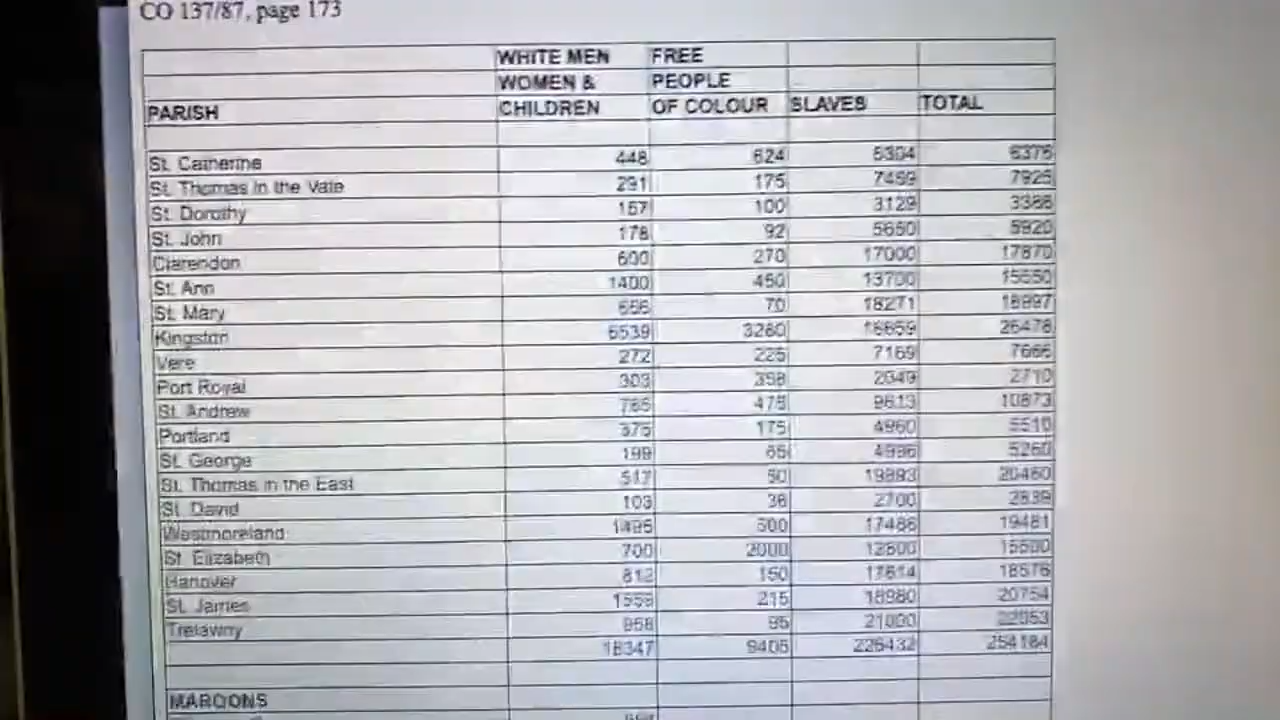 CO 137/87, page 173
WHITE MEN FREE
WOMEN & PEOPLE
PARISH CHILDREN OF COLOUR SLAVES TOTAL
St. Catherine 448 624 5304 6376
St. Thomas in the Vale 291 175 7459 7925
St. Dorothy 157 100 3129 3386
St. John 178 92 5650 5920
Clarendon 600 270 17000 17870
St. Ann 1400 450 13700 15550
St. Mary 656 70 18271 18997
Kingston 6539 3280 16659 26478
Vere 272 225 7169 7666
Port Royal 303 358 2049 2710
St. Andrew 785 475 9613 10873
Portland 375 175 4960 5510
St. George 199 65 4996 5260
St. Thomas in the East 517 50 19893 20460
St. David 103 36 2700 2839
Westmoreland 1495 500 17486 19481
St. Elizabeth 700 2000 12800 15500
Hanover 812 150 17614 18576
St. James 1559 215 18980 20754
Trelawny 958 95 21000 22053
18347 9405 226432 254184
MAROONS